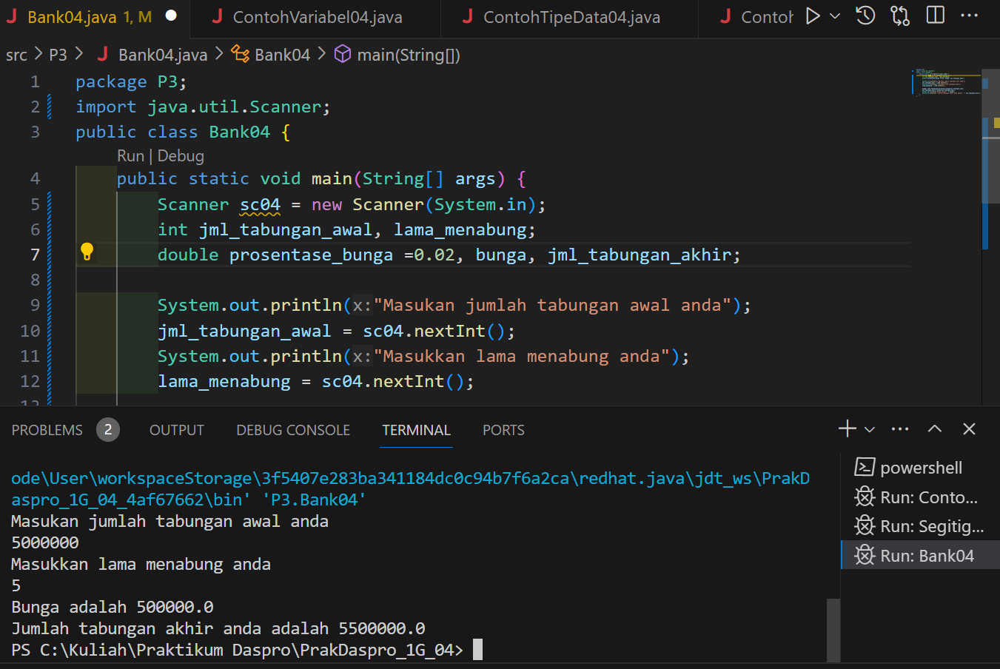 Bank04.java 1, M ContohVariabel04.java ContohTipeData04.java Contoh
src > P3 > Bank04.java > Bank04 > main(String[])
1 package P3;
2 import java.util.Scanner;
3 public class Bank04 {
Run | Debug
4 public static void main(String[] args) {
5 Scanner sc04 = new Scanner(System.in);
6 int jml_tabungan_awal, lama_menabung;
7 double prosentase_bunga =0.02, bunga, jml_tabungan_akhir;
8
9 System.out.println(x:"Masukan jumlah tabungan awal anda");
10 jml_tabungan_awal = sc04.nextInt();
11 System.out.println(x:"Masukkan lama menabung anda");
12 lama_menabung = sc04.nextInt();
PROBLEMS 2 OUTPUT DEBUG CONSOLE TERMINAL PORTS
ode\User\workspaceStorage\3f5407e283ba341184dc0c94b7f6a2ca\redhat.java\jdt_ws\PrakD
aspro_1G_04_4af67662\bin' 'P3.Bank04'
Masukan jumlah tabungan awal anda
5000000
Masukkan lama menabung anda
5
Bunga adalah 500000.0
Jumlah tabungan akhir anda adalah 5500000.0
PS C:\Kuliah\Praktikum Daspro\PrakDaspro_1G_04>
powershell
Run: Conto...
Run: Segitig...
Run: Bank04